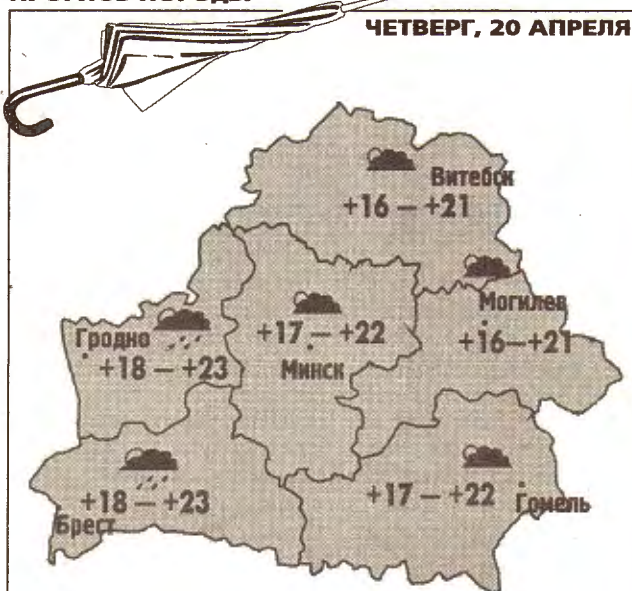 ЧЕТВЕРГ, 20 АПРЕЛЯ
Витебск
+16 — +21
Могилев
+16—+21
+17 — +22
Минск
Гродно
+18 — +23
+18 — +23
Брест
+17 — +22
Гомель